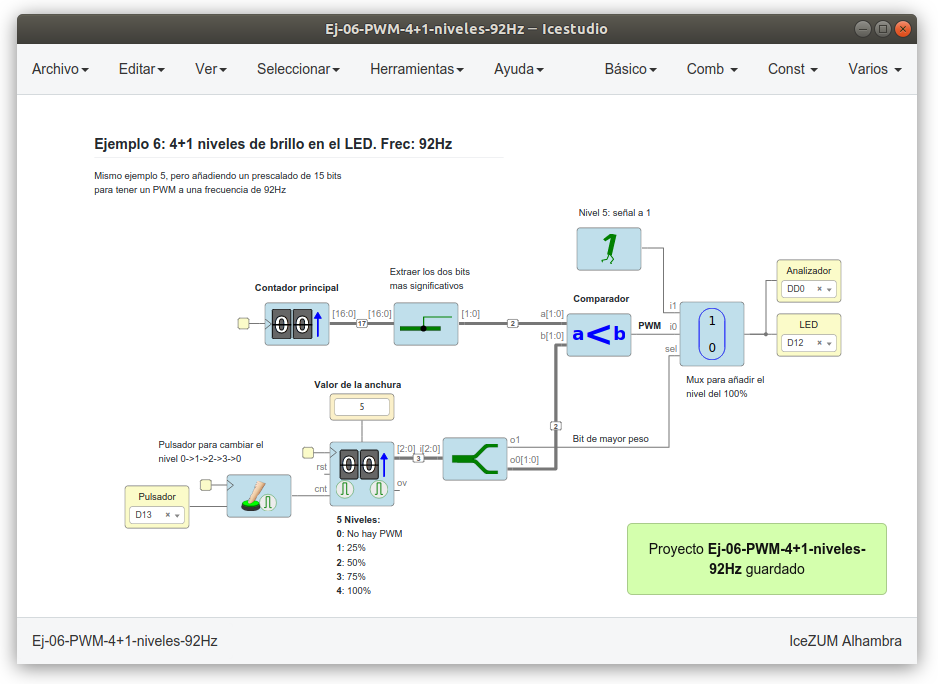 Ej-06-PWM-4+1-niveles-92Hz ─ Icestudio
Archivo Editar Ver Seleccionar Herramientas Ayuda Básico Comb Const Varios
Ejemplo 6: 4+1 niveles de brillo en el LED. Frec: 92Hz
Mismo ejemplo 5, pero añadiendo un prescalado de 15 bits
para tener un PWM a una frecuencia de 92Hz
Nivel 5: señal a 1
1
Extraer los dos bits
mas significativos
Contador principal
00
[16:0] 17 [16:0]
[1:0] 2 a[1:0]
b[1:0]
Comparador
a<b
PWM
i1
i0
sel
1
0
Analizador
DD0
LED
D12
Mux para añadir el
nivel del 100%
Valor de la anchura
5
Pulsador para cambiar el
nivel 0->1->2->3->0
Pulsador
D13
rst
cnt
00
[2:0] 3 i[2:0]
ov
o1
o0[1:0]
2
Bit de mayor peso
5 Niveles:
0: No hay PWM
1: 25%
2: 50%
3: 75%
4: 100%
Proyecto Ej-06-PWM-4+1-niveles-
92Hz guardado
Ej-06-PWM-4+1-niveles-92Hz IceZUM Alhambra